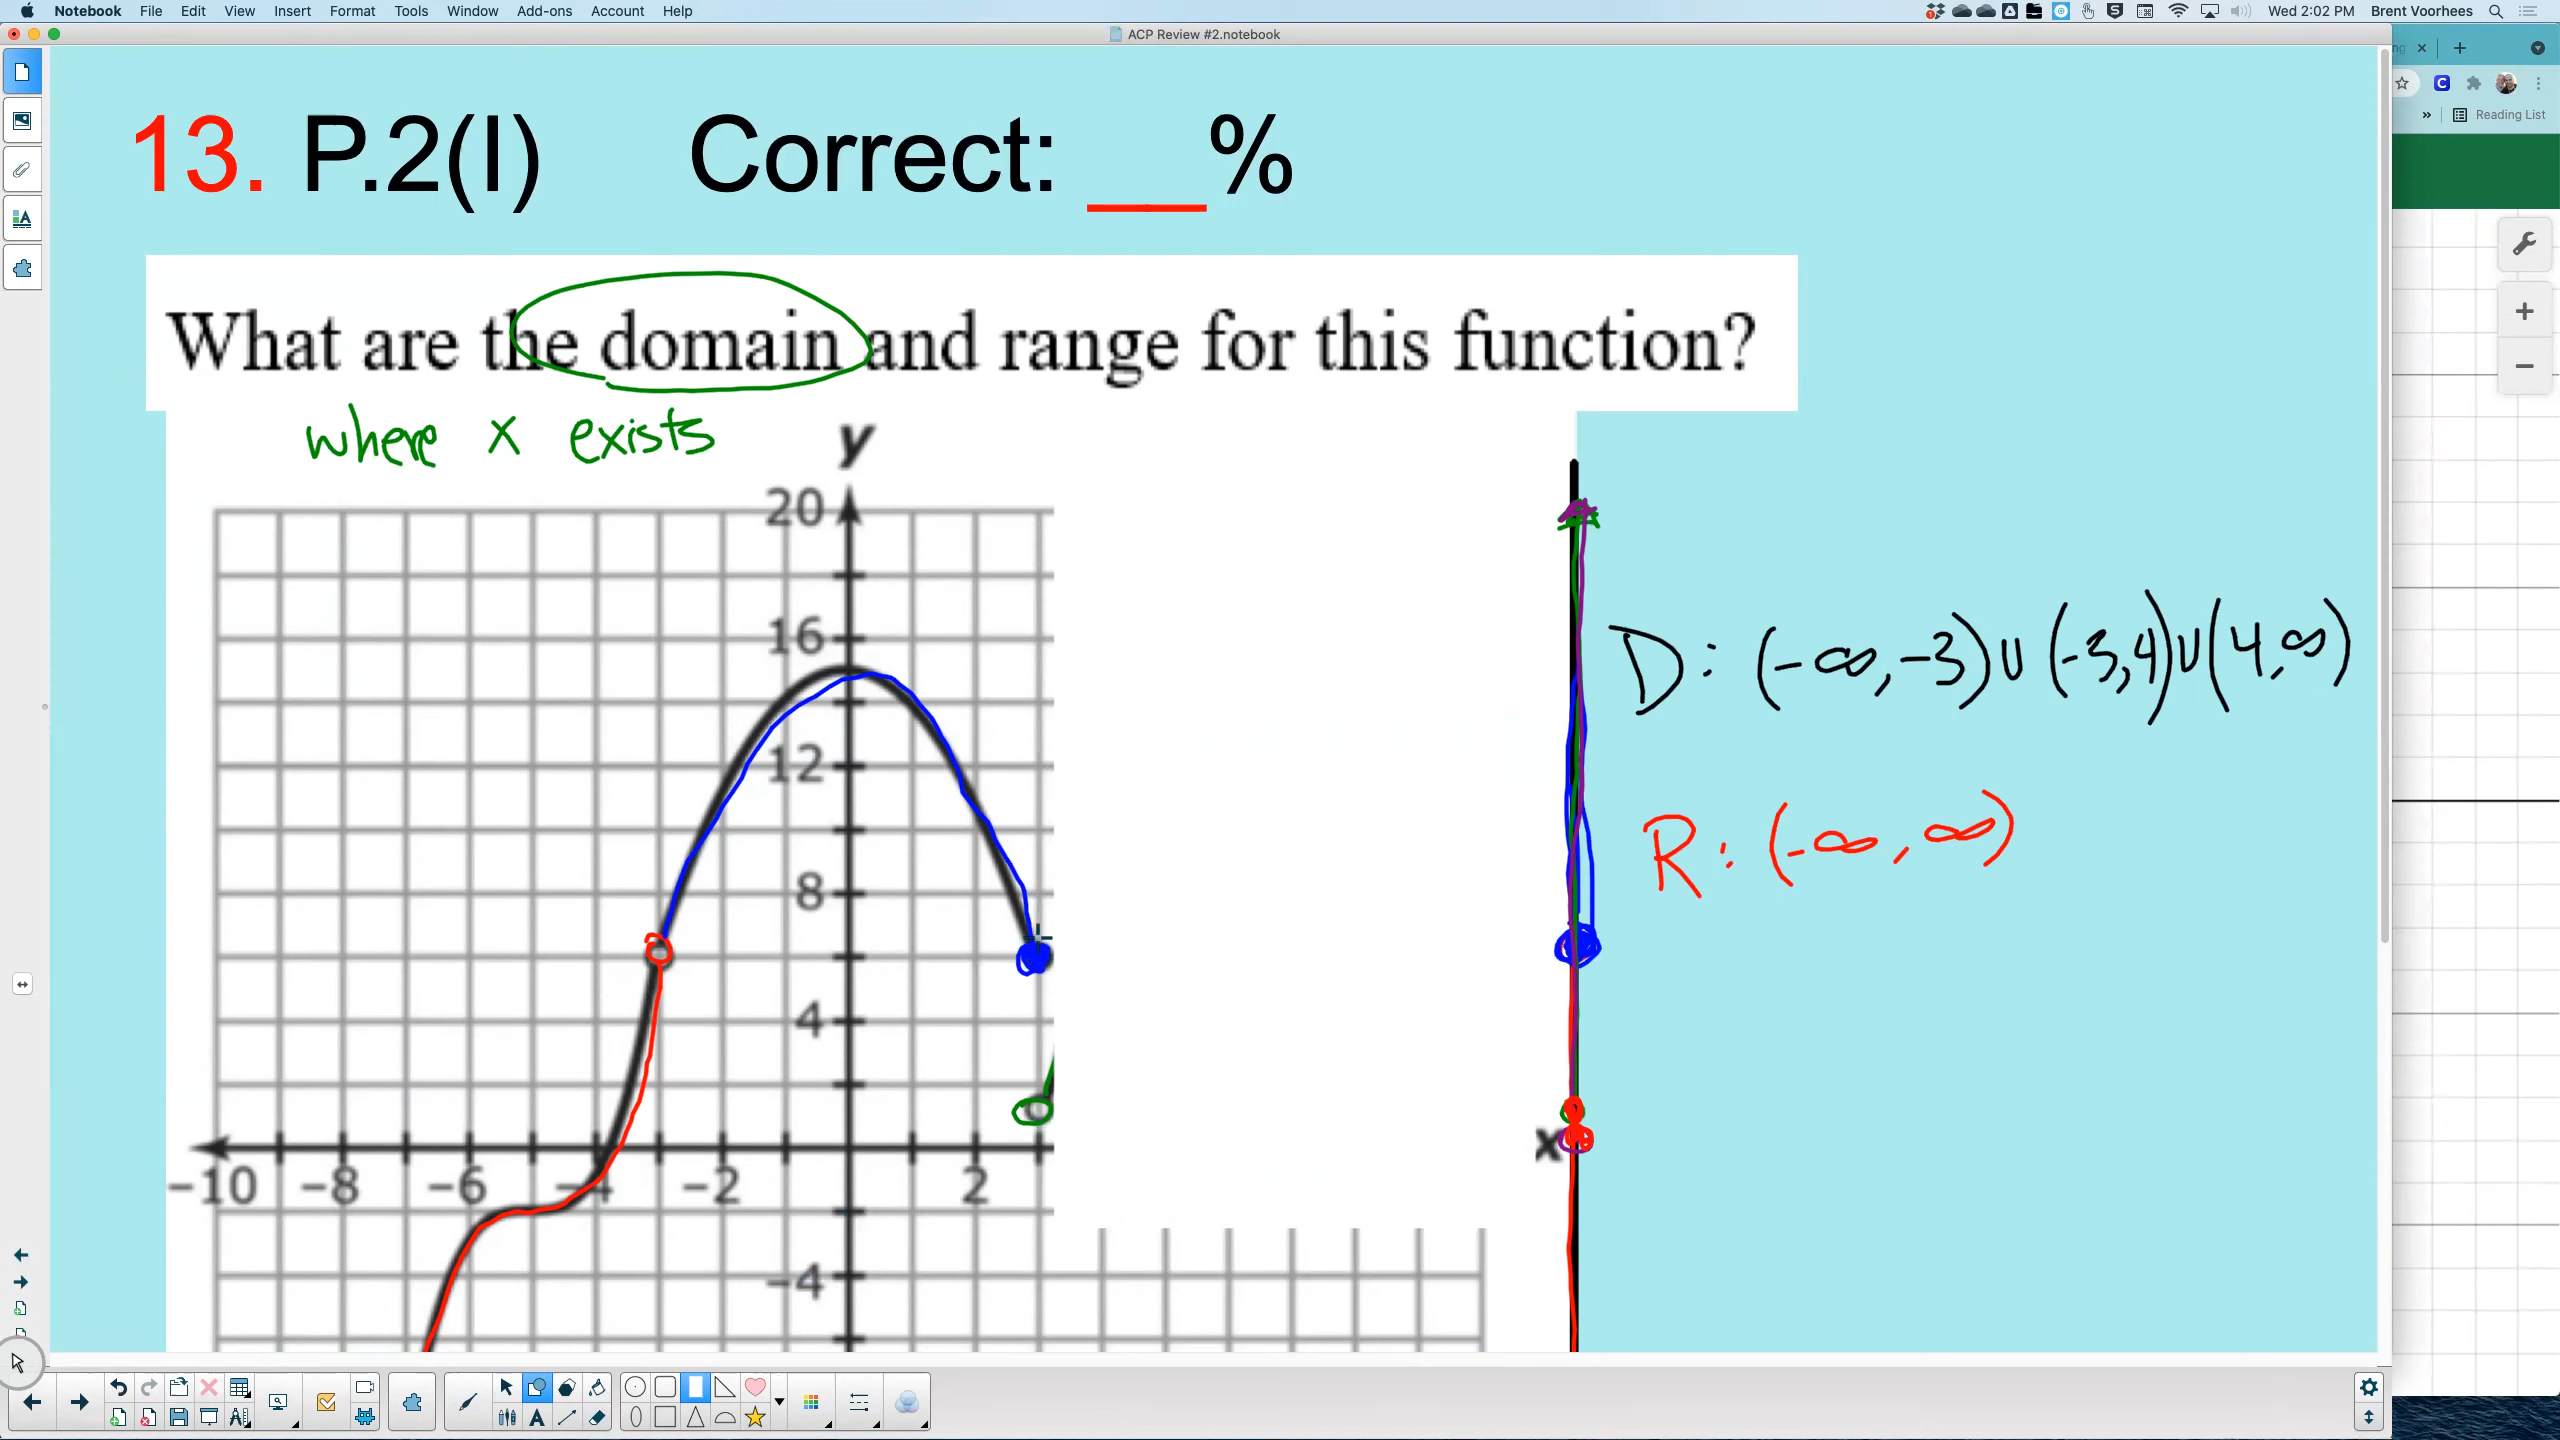 Notebook File Edit View Insert Format Tools Window Add-ons Account Help Wed 2:02 PM Brent Voorhees
ACP Review #2.notebook
Reading List
13. P.2(I) Correct: ___%
What are the domain and range for this function?
where x exists
y
20
16
12
8
4
-10 -8 -6 -4 -2 2
x
-4
D: (-∞,-3)∪(-3,4)∪(4,∞)
R: (-∞,∞)